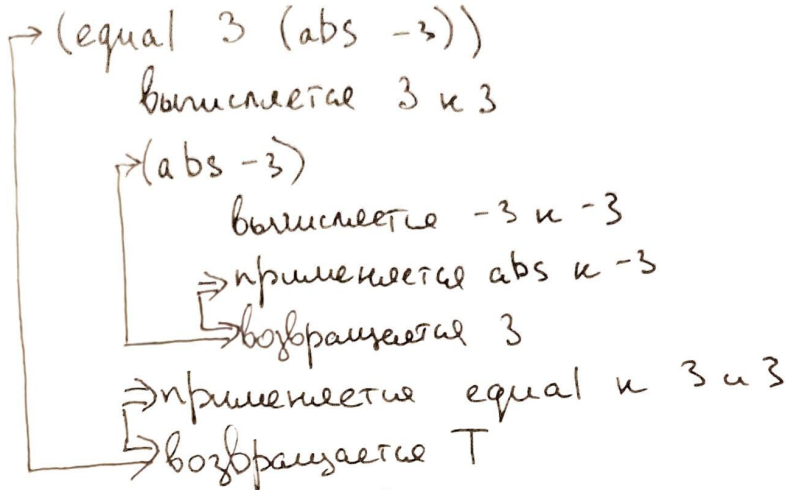 (equal 3 (abs -3))
вычисляется 3 к 3
(abs -3)
вычисляется -3 к -3
применяется abs к -3
возвращается 3
применяется equal к 3 и 3
возвращается T